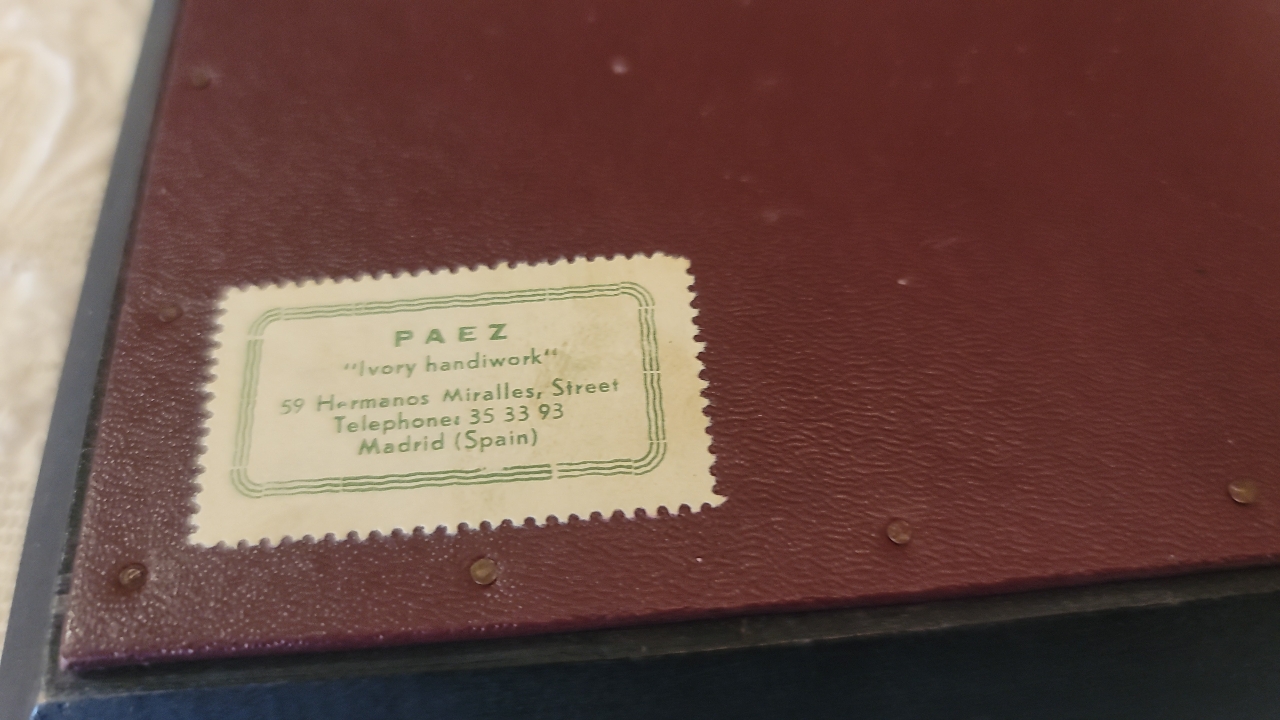 PAEZ
“Ivory handiwork“
59 Hermanos Miralles, Street
Telephone: 35 33 93
Madrid (Spain)